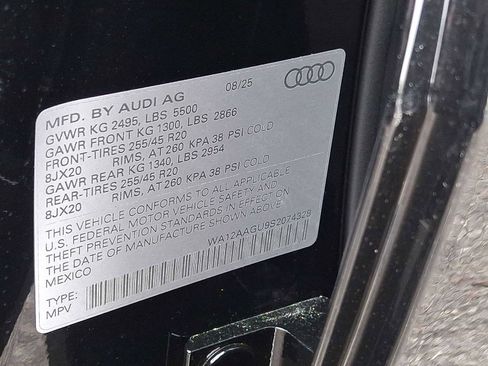 MFD. BY AUDI AG 08/25
GVWR KG 2495, LBS 5500
GAWR FRONT KG 1300, LBS 2866
FRONT-TIRES 255/45 R20
8JX20 RIMS, AT 260 KPA 38 PSI COLD
GAWR REAR KG 1340, LBS 2954
REAR-TIRES 255/45 R20
8JX20 RIMS, AT 260 KPA 38 PSI COLD
THIS VEHICLE CONFORMS TO ALL APPLICABLE
U.S. FEDERAL MOTOR VEHICLE SAFETY AND
THEFT PREVENTION STANDARDS IN EFFECT ON
THE DATE OF MANUFACTURE SHOWN ABOVE.
MEXICO WA12AAGU9S2074328
TYPE:
MPV